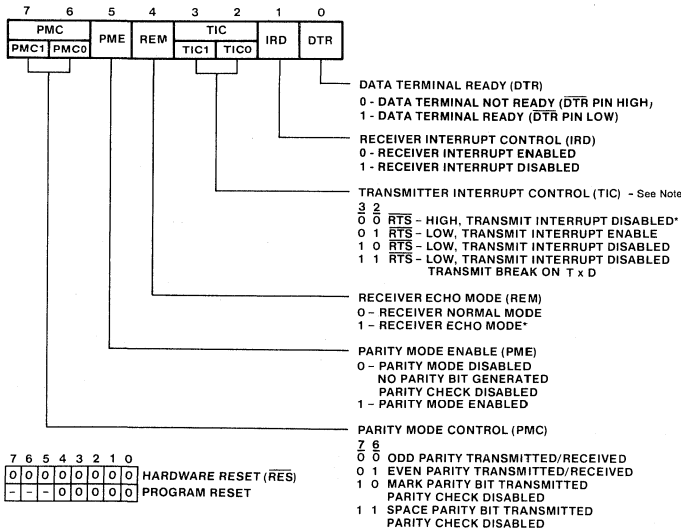 7 6 5 4 3 2 1 0
PMC PME REM TIC IRD DTR
PMC1 PMC0 TIC1 TIC0
DATA TERMINAL READY (DTR)
0 - DATA TERMINAL NOT READY (DTR PIN HIGH)
1 - DATA TERMINAL READY (DTR PIN LOW)
RECEIVER INTERRUPT CONTROL (IRD)
0 - RECEIVER INTERRUPT ENABLED
1 - RECEIVER INTERRUPT DISABLED
TRANSMITTER INTERRUPT CONTROL (TIC) - See Note
3 2
0 0 RTS - HIGH, TRANSMIT INTERRUPT DISABLED*
0 1 RTS - LOW, TRANSMIT INTERRUPT ENABLE
1 0 RTS - LOW, TRANSMIT INTERRUPT DISABLED
1 1 RTS - LOW, TRANSMIT INTERRUPT DISABLED
TRANSMIT BREAK ON T x D
RECEIVER ECHO MODE (REM)
0 - RECEIVER NORMAL MODE
1 - RECEIVER ECHO MODE*
PARITY MODE ENABLE (PME)
0 - PARITY MODE DISABLED
NO PARITY BIT GENERATED
PARITY CHECK DISABLED
1 - PARITY MODE ENABLED
PARITY MODE CONTROL (PMC)
7 6
0 0 ODD PARITY TRANSMITTED/RECEIVED
0 1 EVEN PARITY TRANSMITTED/RECEIVED
1 0 MARK PARITY BIT TRANSMITTED
PARITY CHECK DISABLED
1 1 SPACE PARITY BIT TRANSMITTED
PARITY CHECK DISABLED
7 6 5 4 3 2 1 0
0 0 0 0 0 0 0 0 HARDWARE RESET (RES)
- - - 0 0 0 0 0 PROGRAM RESET